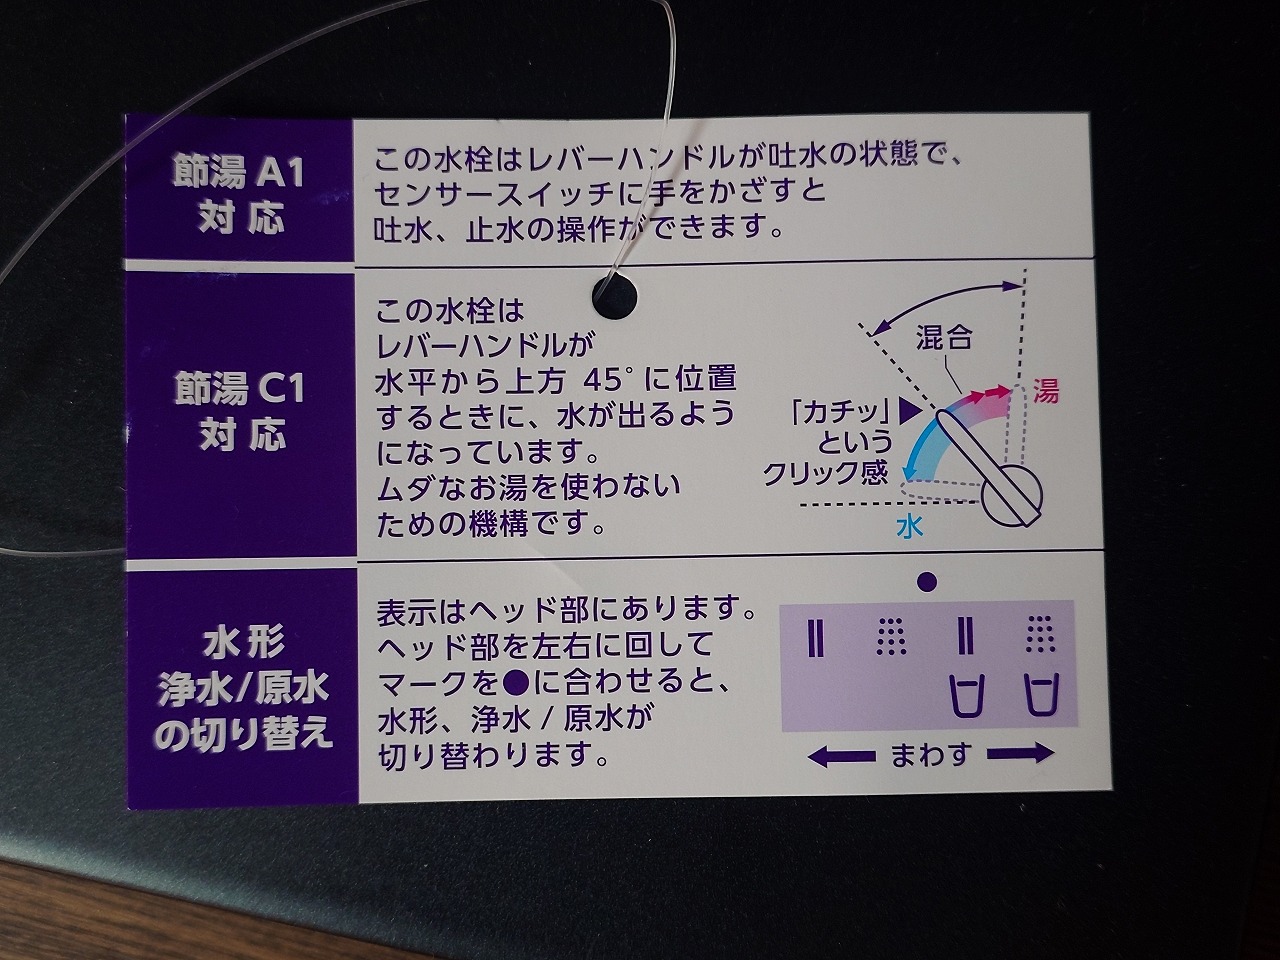 節湯 A1
対応
この水栓はレバーハンドルが吐水の状態で、
センサースイッチに手をかざすと
吐水、止水の操作ができます。
節湯 C1
対応
この水栓は
レバーハンドルが
水平から上方 45°に位置
するときに、水が出るよう
になっています。
ムダなお湯を使わない
ための機構です。
混合
湯
「カチッ」
という
クリック感
水
水形
浄水/原水
の切り替え
表示はヘッド部にあります。
ヘッド部を左右に回して
マークを●に合わせると、
水形、浄水 / 原水が
切り替わります。
まわす